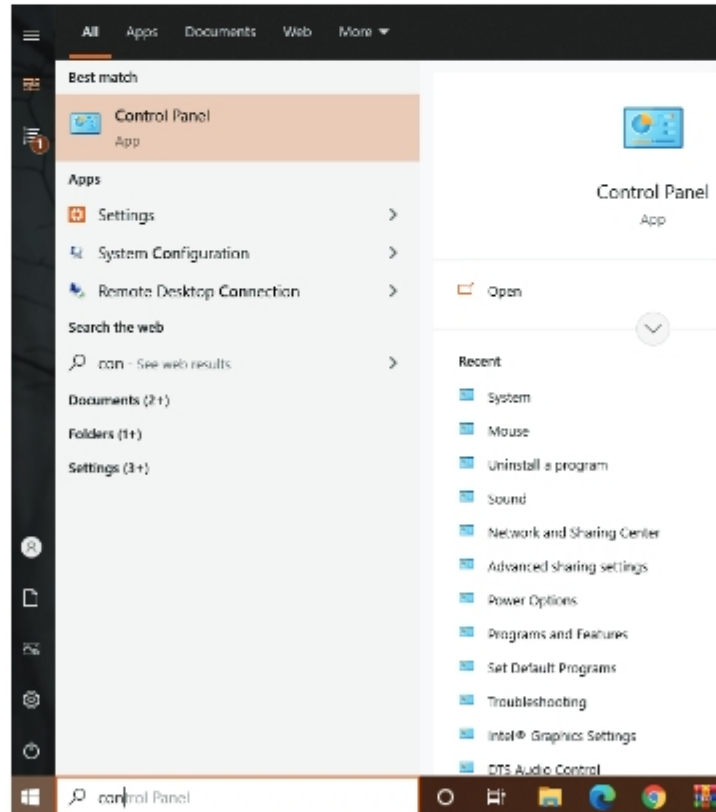 All Apps Documents Web More
Best match
Control Panel
App
Apps
Settings
System Configuration
Remote Desktop Connection
Search the web
con - See web results
Documents (2+)
Folders (1+)
Settings (3+)
1
control Panel
Control Panel
App
Open
Recent
System
Mouse
Uninstall a program
Sound
Network and Sharing Center
Advanced sharing settings
Power Options
Programs and Features
Set Default Programs
Troubleshooting
Intel® Graphics Settings
DTS Audio Control